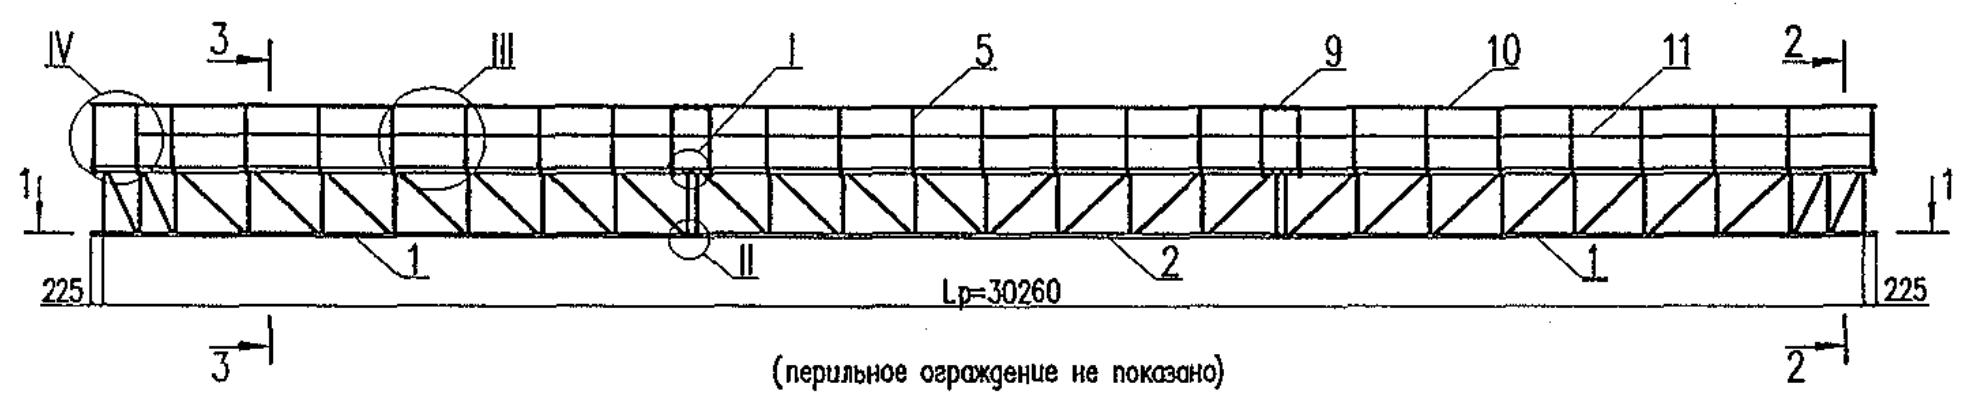 IV 3 III I 5 9 10 11 2
1 1
1 II 2 1
225 Lр=30260 225
3 2
(перильное ограждение не показано)